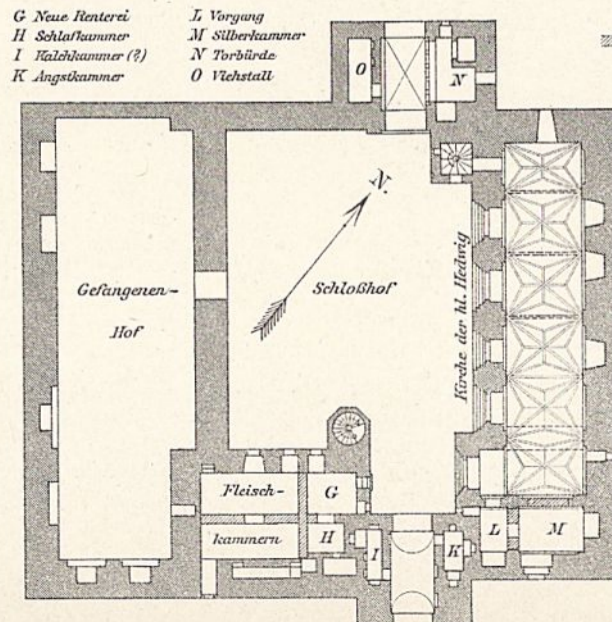 G Neue Renterei
H Schlafkammer
I Kalchkammer (?)
K Angstkammer
L Vorgang
M Silberkammer
N Torbürde
O Viehstall
O
N
N.
Gefangenen-
Hof
Schloßhof
Kirche der hl. Hedwig
Fleisch-
kammern
G
H
I
K
L
M